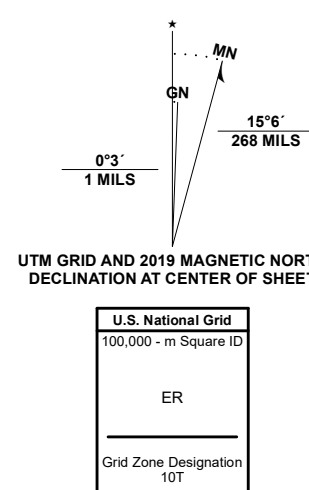 MN
GN
15°6´
268 MILS
0°3´
1 MILS
UTM GRID AND 2019 MAGNETIC NORT
DECLINATION AT CENTER OF SHEET
U.S. National Grid
100,000 - m Square ID
ER
Grid Zone Designation
10T